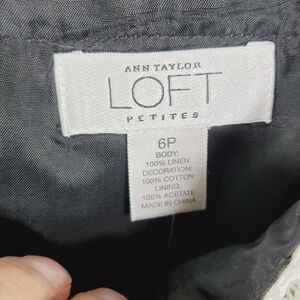 ANN TAYLOR
LOFT
PETITES
6P
BODY:
100% LINEN
DECORATION:
100% COTTON
LINING:
100% ACETATE
MADE IN CHINA